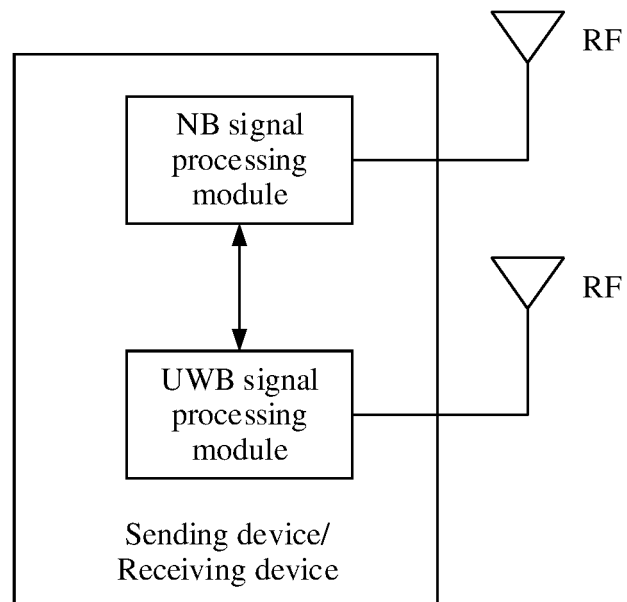 RF
NB signal
processing
module
RF
UWB signal
processing
module
Sending device/
Receiving device